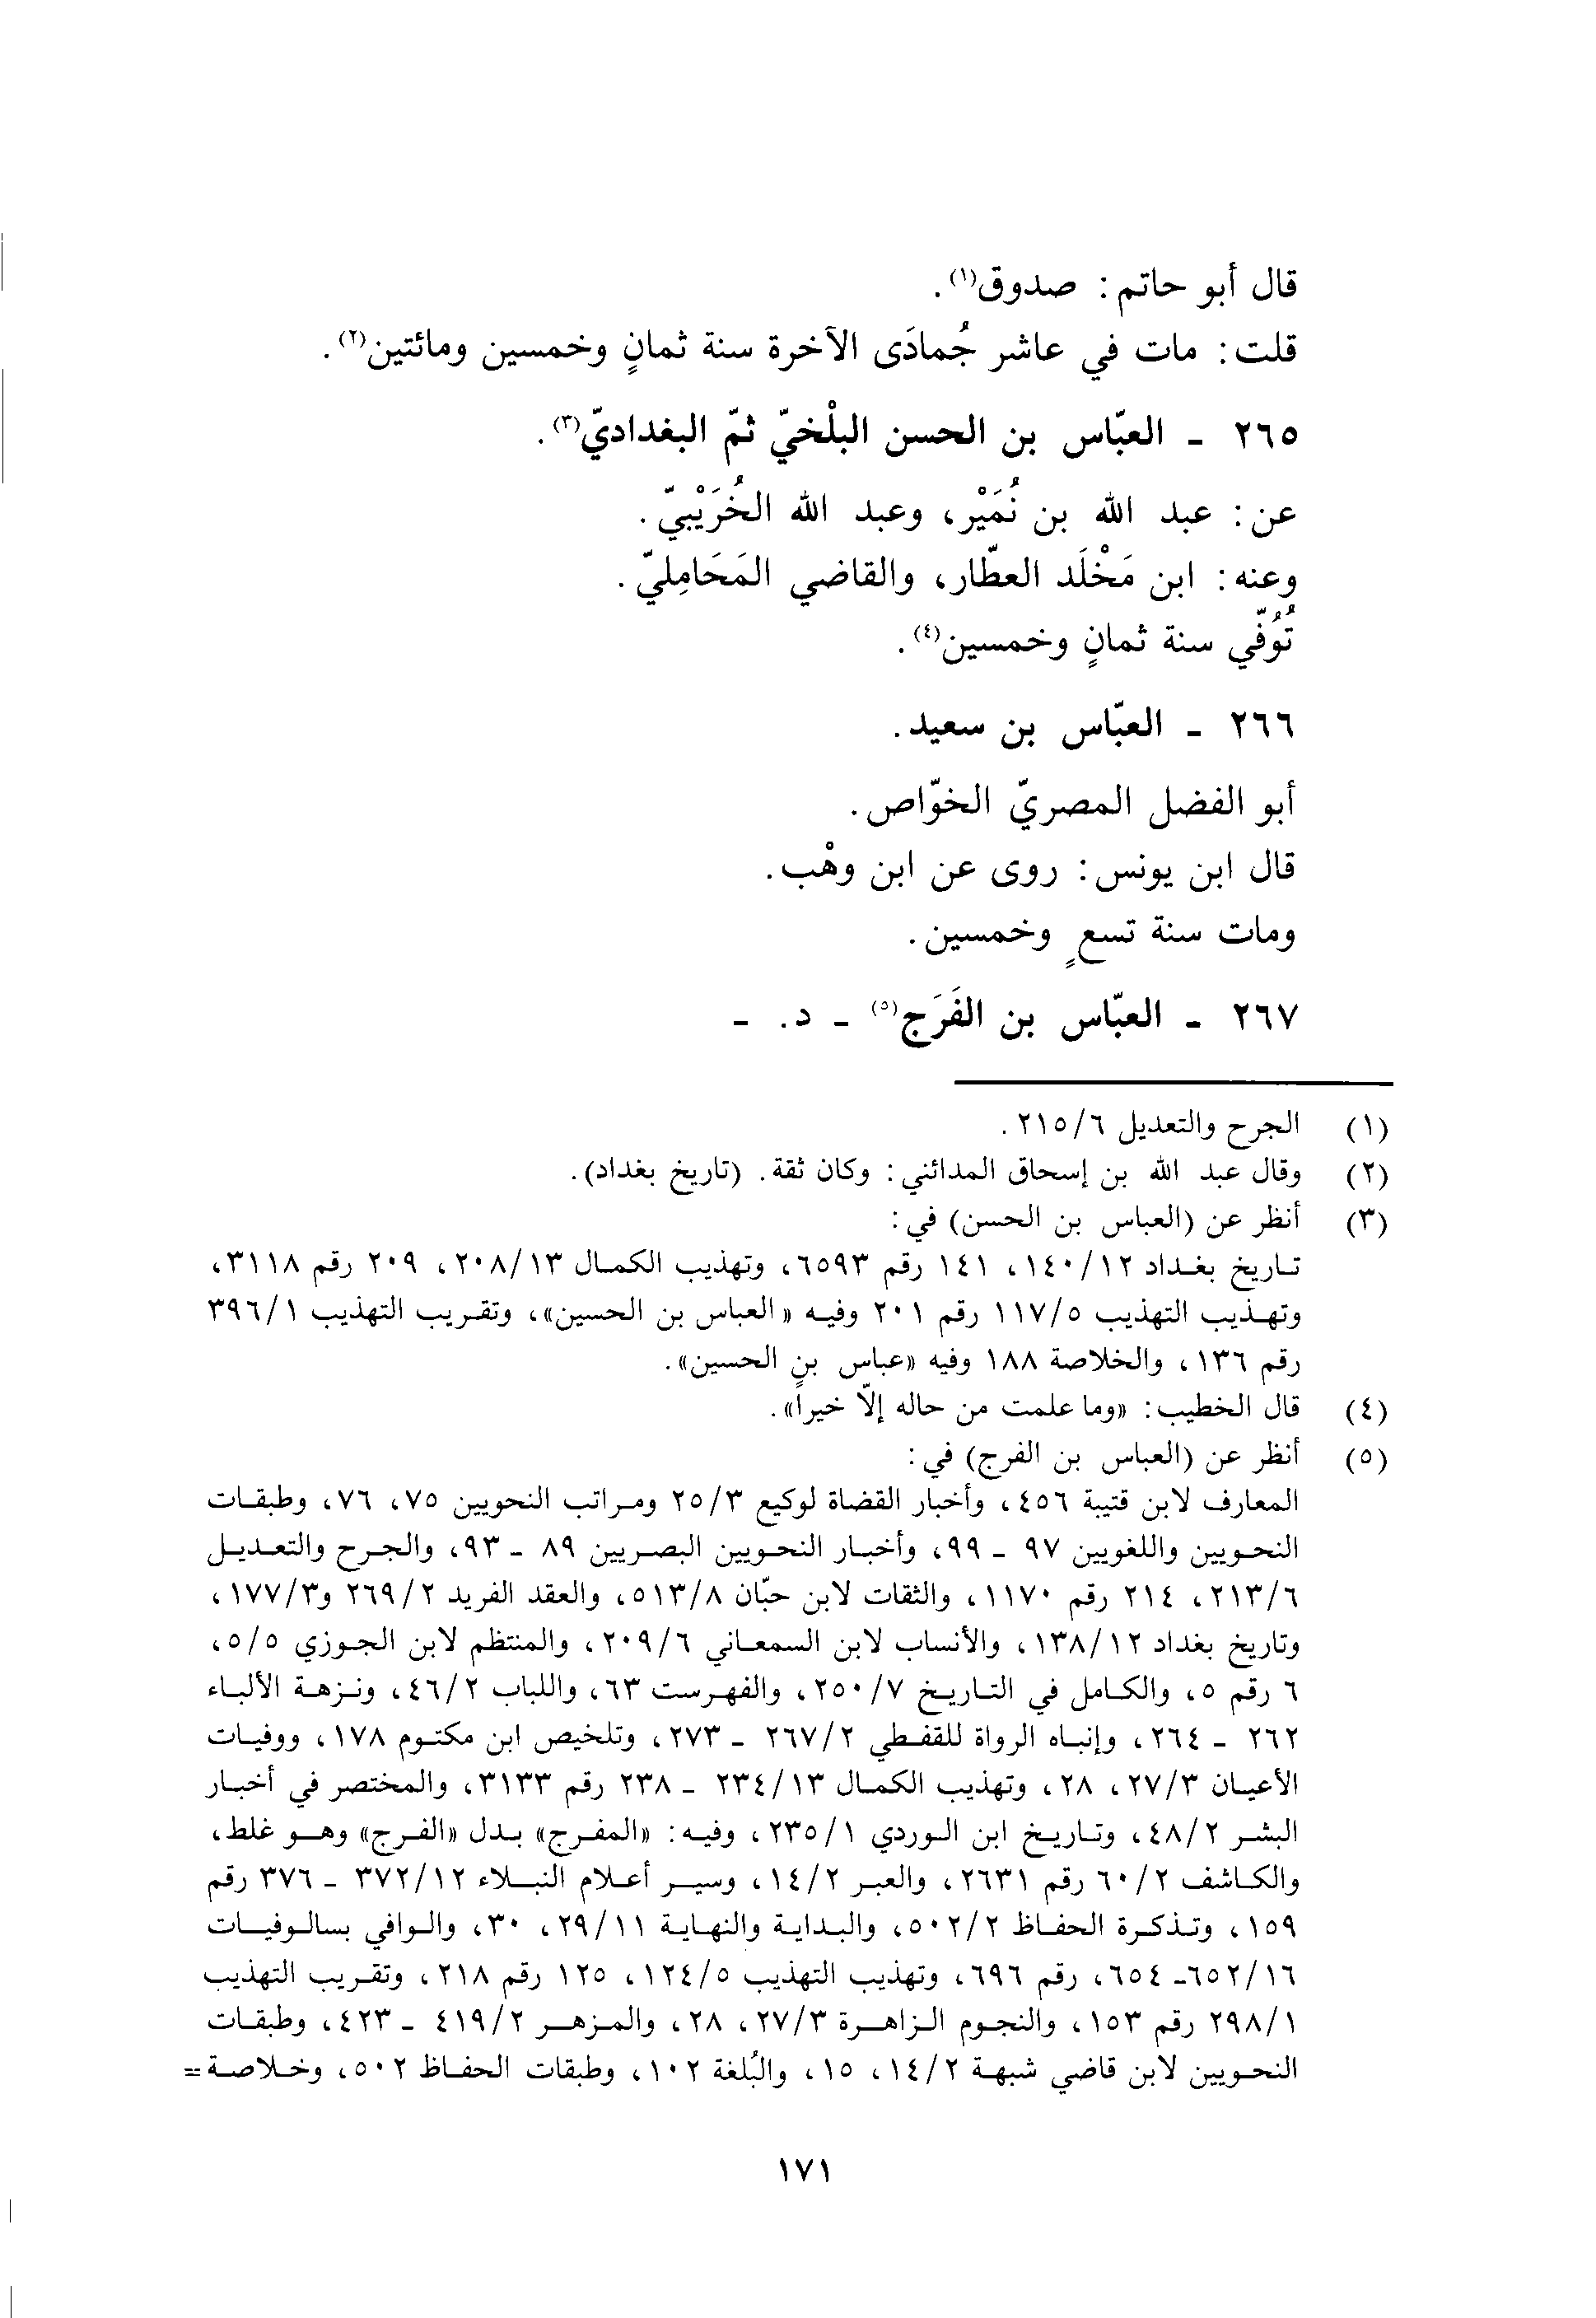 قال أبو حاتم: صدوق(١).
قلت: مات في عاشر جُمادَى الآخرة سنة ثمانٍ وخمسين ومائتين(٢).
٢٦٥ - العبّاس بن الحسن البلْخيّ ثمّ البغداديّ(٣).
عن: عبد الله بن نُمَيْر، وعبد الله الخُرَيْبيّ.
وعنه: ابن مَخْلَد العطّار، والقاضي المَحَامِليّ.
تُوُفّي سنة ثمانٍ وخمسين(٤).
٢٦٦ - العبّاس بن سعيد.
أبو الفضل المصريّ الخوّاص.
قال ابن يونس: روى عن ابن وهْب.
ومات سنة تسعٍ وخمسين.
٢٦٧ - العبّاس بن الفَرَج(٥) - د. -
(١) الجرح والتعديل ٢١٥/٦.
(٢) وقال عبد الله بن إسحاق المدائني: وكان ثقة. (تاريخ بغداد).
(٣) أنظر عن (العباس بن الحسن) في:
تاريخ بغداد ١٤٠/١٢، ١٤١ رقم ٦٥٩٣، وتهذيب الكمال ٢٠٨/١٣، ٢٠٩ رقم ٣١١٨،
وتهذيب التهذيب ١١٧/٥ رقم ٢٠١ وفيه «العباس بن الحسين»، وتقريب التهذيب ٣٩٦/١
رقم ١٣٦، والخلاصة ١٨٨ وفيه «عباس بن الحسين».
(٤) قال الخطيب: «وما علمت من حاله إلّا خيراً».
(٥) أنظر عن (العباس بن الفرج) في:
المعارف لابن قتيبة ٤٥٦، وأخبار القضاة لوكيع ٢٥/٣ ومراتب النحويين ٧٥، ٧٦، وطبقات
النحويين واللغويين ٩٧ - ٩٩، وأخبار النحويين البصريين ٨٩ - ٩٣، والجرح والتعديل
٢١٣/٦، ٢١٤ رقم ١١٧٠، والثقات لابن حبّان ٥١٣/٨، والعقد الفريد ٢٦٩/٢ و١٧٧/٣،
وتاريخ بغداد ١٣٨/١٢، والأنساب لابن السمعاني ٢٠٩/٦، والمنتظم لابن الجوزي ٥/٥،
٦ رقم ٥، والكامل في التاريخ ٢٥٠/٧، والفهرست ٦٣، واللباب ٤٦/٢، ونزهة الألباء
٢٦٢ - ٢٦٤، وإنباه الرواة للقفطي ٢٦٧/٢ - ٢٧٣، وتلخيص ابن مكتوم ١٧٨، ووفيات
الأعيان ٢٧/٣، ٢٨، وتهذيب الكمال ٢٣٤/١٣ - ٢٣٨ رقم ٣١٣٣، والمختصر في أخبار
البشر ٤٨/٢، وتاريخ ابن الوردي ٢٣٥/١، وفيه: «المفرج» بدل «الفرج» وهو غلط،
والكاشف ٦٠/٢ رقم ٢٦٣١، والعبر ١٤/٢، وسير أعلام النبلاء ٣٧٢/١٢ - ٣٧٦ رقم
١٥٩، وتذكرة الحفاظ ٥٠٢/٢، والبداية والنهاية ٢٩/١١، ٣٠، والوافي بسالوفيات
٦٥٢/١٦- ٦٥٤، رقم ٦٩٦، وتهذيب التهذيب ١٢٤/٥، ١٢٥ رقم ٢١٨، وتقريب التهذيب
٢٩٨/١ رقم ١٥٣، والنجوم الزاهرة ٢٧/٣، ٢٨، والمزهر ٤١٩/٢ - ٤٢٣، وطبقات
النحويين لابن قاضي شبهة ١٤/٢، ١٥، والبُلغة ١٠٢، وطبقات الحفاظ ٥٠٢، وخلاصة=
١٧١